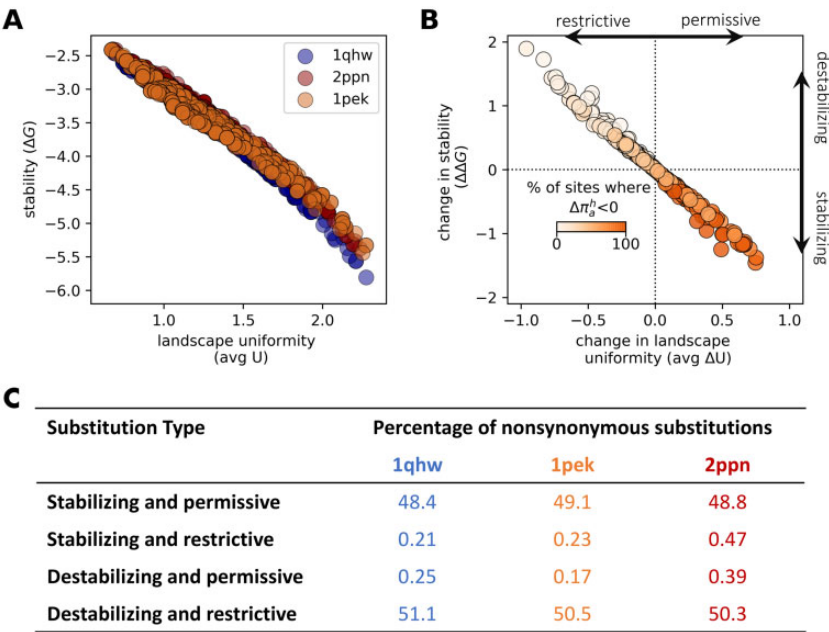 A
stability (ΔG)
−2.5
−3.0
−3.5
−4.0
−4.5
−5.0
−5.5
−6.0
1qhw
2ppn
1pek
1.0 1.5 2.0
landscape uniformity
(avg U)
B
restrictive permissive
destabilizing
stabilizing
change in stability
(ΔΔG)
2
1
0
−1
−2
% of sites where
Δπₐʰ<0
0 100
−1.0 −0.5 0.0 0.5 1.0
change in landscape
uniformity (avg ΔU)
C
Substitution Type Percentage of nonsynonymous substitutions
1qhw 1pek 2ppn
Stabilizing and permissive 48.4 49.1 48.8
Stabilizing and restrictive 0.21 0.23 0.47
Destabilizing and permissive 0.25 0.17 0.39
Destabilizing and restrictive 51.1 50.5 50.3